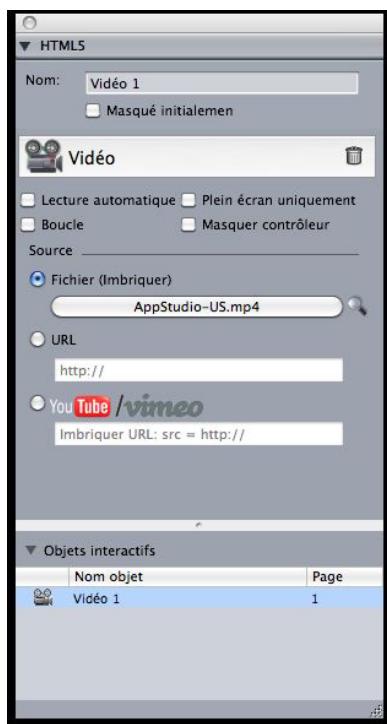 HTML5
Nom: Vidéo 1
Masqué initialemen
Vidéo
Lecture automatique Plein écran uniquement
Boucle Masquer contrôleur
Source
Fichier (Imbriquer)
AppStudio-US.mp4
URL
http://
YouTube/vimeo
Imbriquer URL: src = http://
Objets interactifs
Nom objet Page
Vidéo 1 1